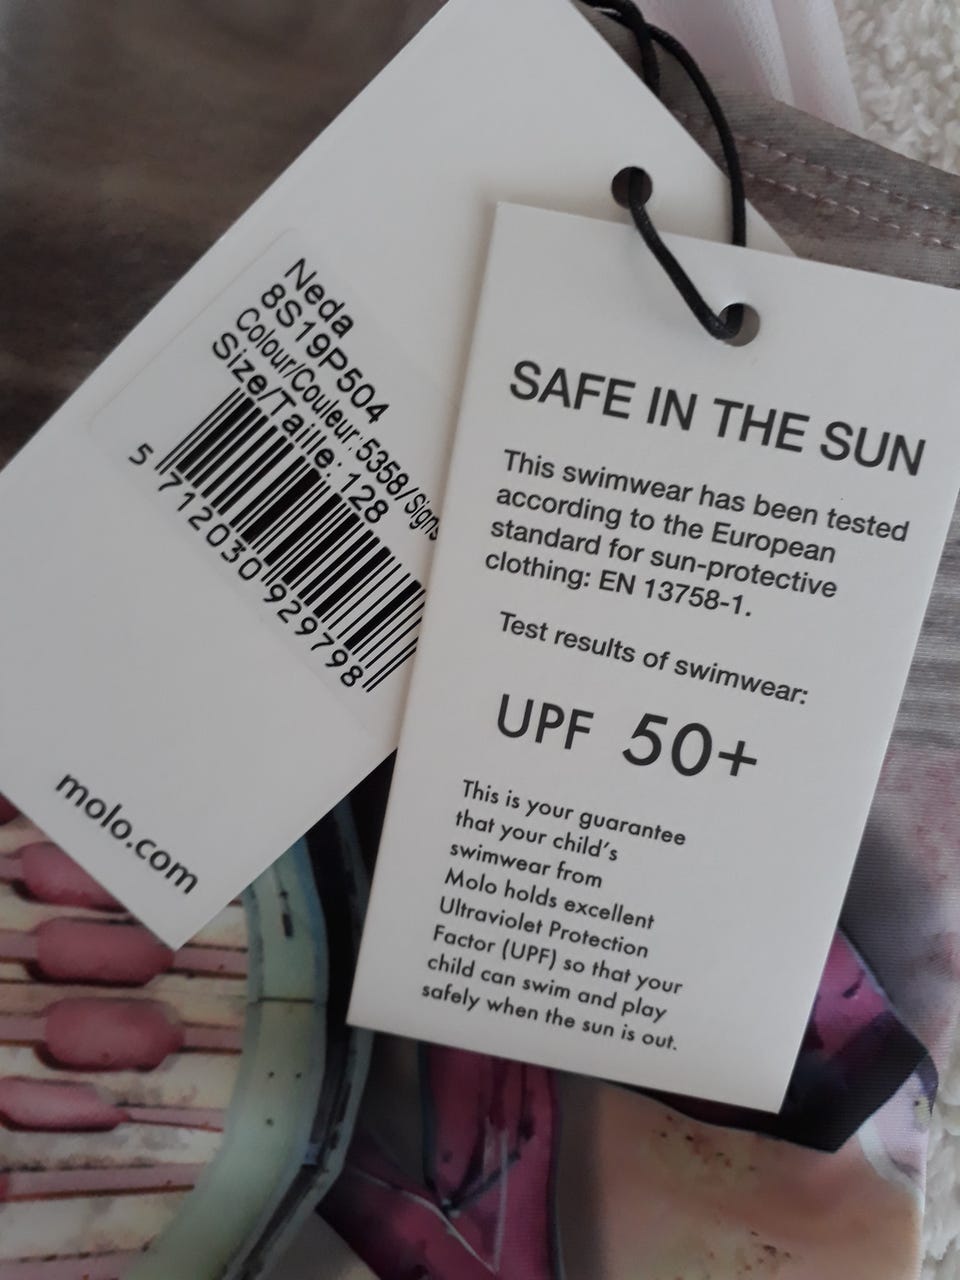 Neda
8S19P504
Colour/Couleur: 5358/Signs
Size/Taille: 128
5 712030 929798
molo.com
SAFE IN THE SUN
This swimwear has been tested
according to the European
standard for sun-protective
clothing: EN 13758-1.
Test results of swimwear:
UPF 50+
This is your guarantee
that your child's
swimwear from
Molo holds excellent
Ultraviolet Protection
Factor (UPF) so that your
child can swim and play
safely when the sun is out.